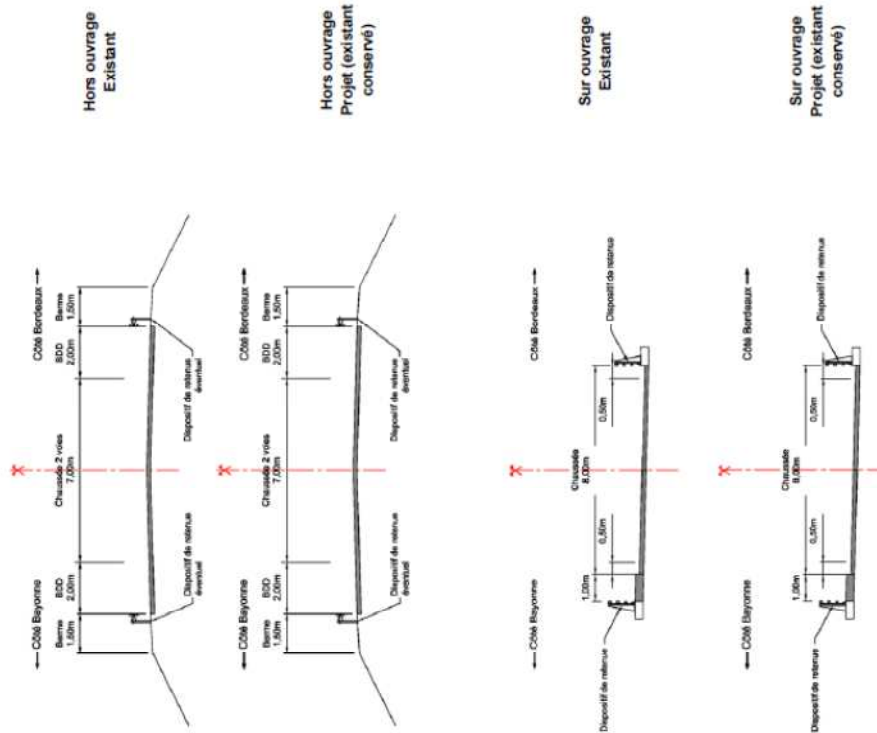 Hors ouvrage
Existant
← Côté Bayonne
Côté Bordeaux →
Berme
1,50m
BDD
2,00m
Chaussée 2 voies
7,00m
BDD
2,00m
Berme
1,50m
Dispositif de retenue
éventuel
Dispositif de retenue
éventuel
Hors ouvrage
Projet (existant
conservé)
← Côté Bayonne
Côté Bordeaux →
Berme
1,50m
BDD
2,00m
Chaussée 2 voies
7,00m
BDD
2,00m
Berme
1,50m
Dispositif de retenue
éventuel
Dispositif de retenue
éventuel
Sur ouvrage
Existant
← Côté Bayonne
Côté Bordeaux →
1,00m
Chaussée
8,00m
0,50m
0,50m
Dispositif de retenue
Dispositif de retenue
Sur ouvrage
Projet (existant
conservé)
← Côté Bayonne
Côté Bordeaux →
1,00m
Chaussée
8,00m
0,50m
0,50m
Dispositif de retenue
Dispositif de retenue